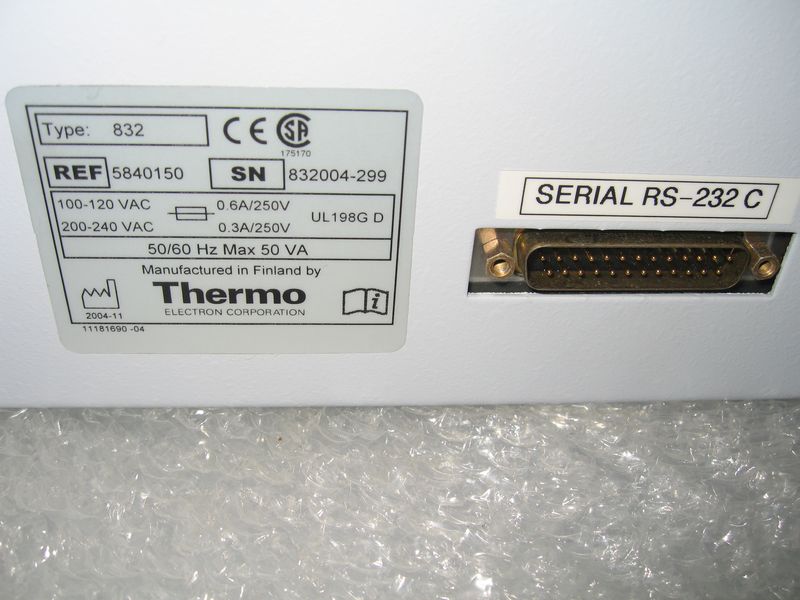 Type: 832 CE SA
175170
REF 5840150 SN 832004-299
100-120 VAC 0.6A/250V UL198G D
200-240 VAC 0.3A/250V
50/60 Hz Max 50 VA
Manufactured in Finland by
Thermo
ELECTRON CORPORATION
i
2004-11
11181690 -04
SERIAL RS-232 C